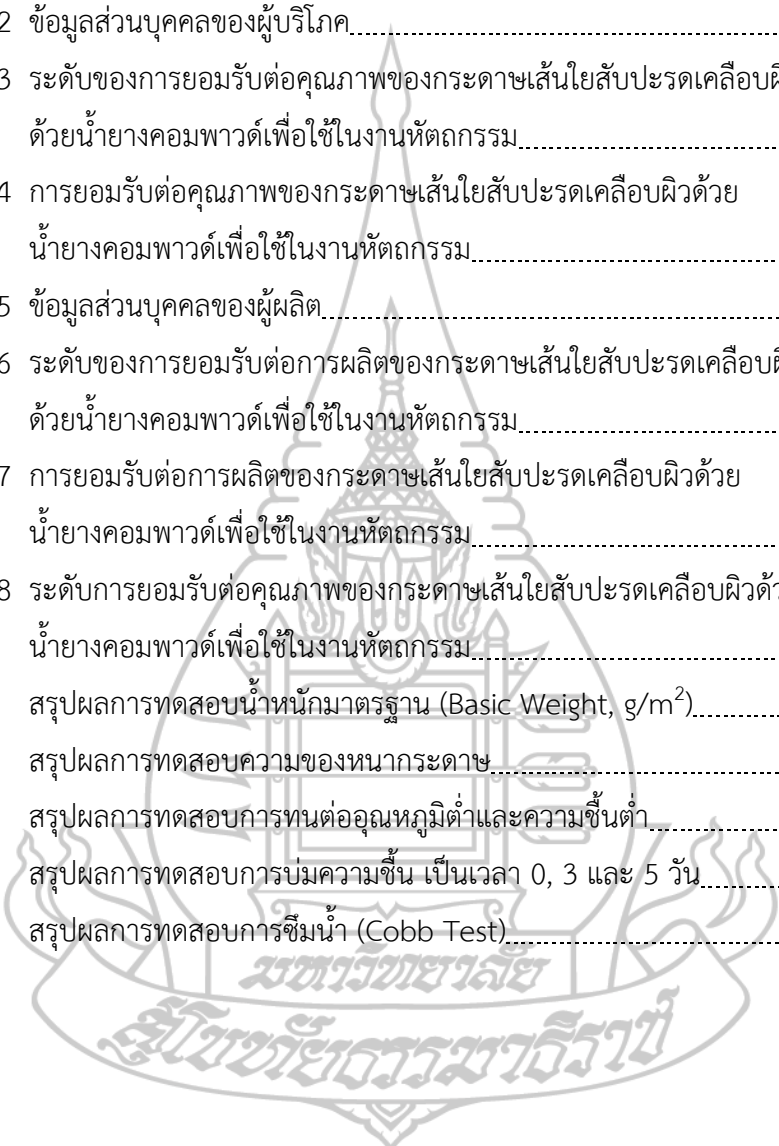 2 ข้อมูลส่วนบุคคลของผู้บริโภค
3 ระดับของการยอมรับต่อคุณภาพของกระดาษเส้นใยสับปะรดเคลือบผิ
ด้วยน้ำยางคอมพาวด์เพื่อใช้ในงานหัตถกรรม
4 การยอมรับต่อคุณภาพของกระดาษเส้นใยสับปะรดเคลือบผิวด้วย
น้ำยางคอมพาวด์เพื่อใช้ในงานหัตถกรรม
5 ข้อมูลส่วนบุคคลของผู้ผลิต
6 ระดับของการยอมรับต่อการผลิตของกระดาษเส้นใยสับปะรดเคลือบผิ
ด้วยน้ำยางคอมพาวด์เพื่อใช้ในงานหัตถกรรม
7 การยอมรับต่อการผลิตของกระดาษเส้นใยสับปะรดเคลือบผิวด้วย
น้ำยางคอมพาวด์เพื่อใช้ในงานหัตถกรรม
8 ระดับการยอมรับต่อคุณภาพของกระดาษเส้นใยสับปะรดเคลือบผิวด้ว
น้ำยางคอมพาวด์เพื่อใช้ในงานหัตถกรรม
สรุปผลการทดสอบน้ำหนักมาตรฐาน (Basic Weight, g/m²)
สรุปผลการทดสอบความของหนากระดาษ
สรุปผลการทดสอบการทนต่ออุณหภูมิต่ำและความชื้นต่ำ
สรุปผลการทดสอบการบ่มความชื้น เป็นเวลา 0, 3 และ 5 วัน
สรุปผลการทดสอบการซึมน้ำ (Cobb Test)
มหาวิทยาลัย
สุโขทัยธรรมาธิราช